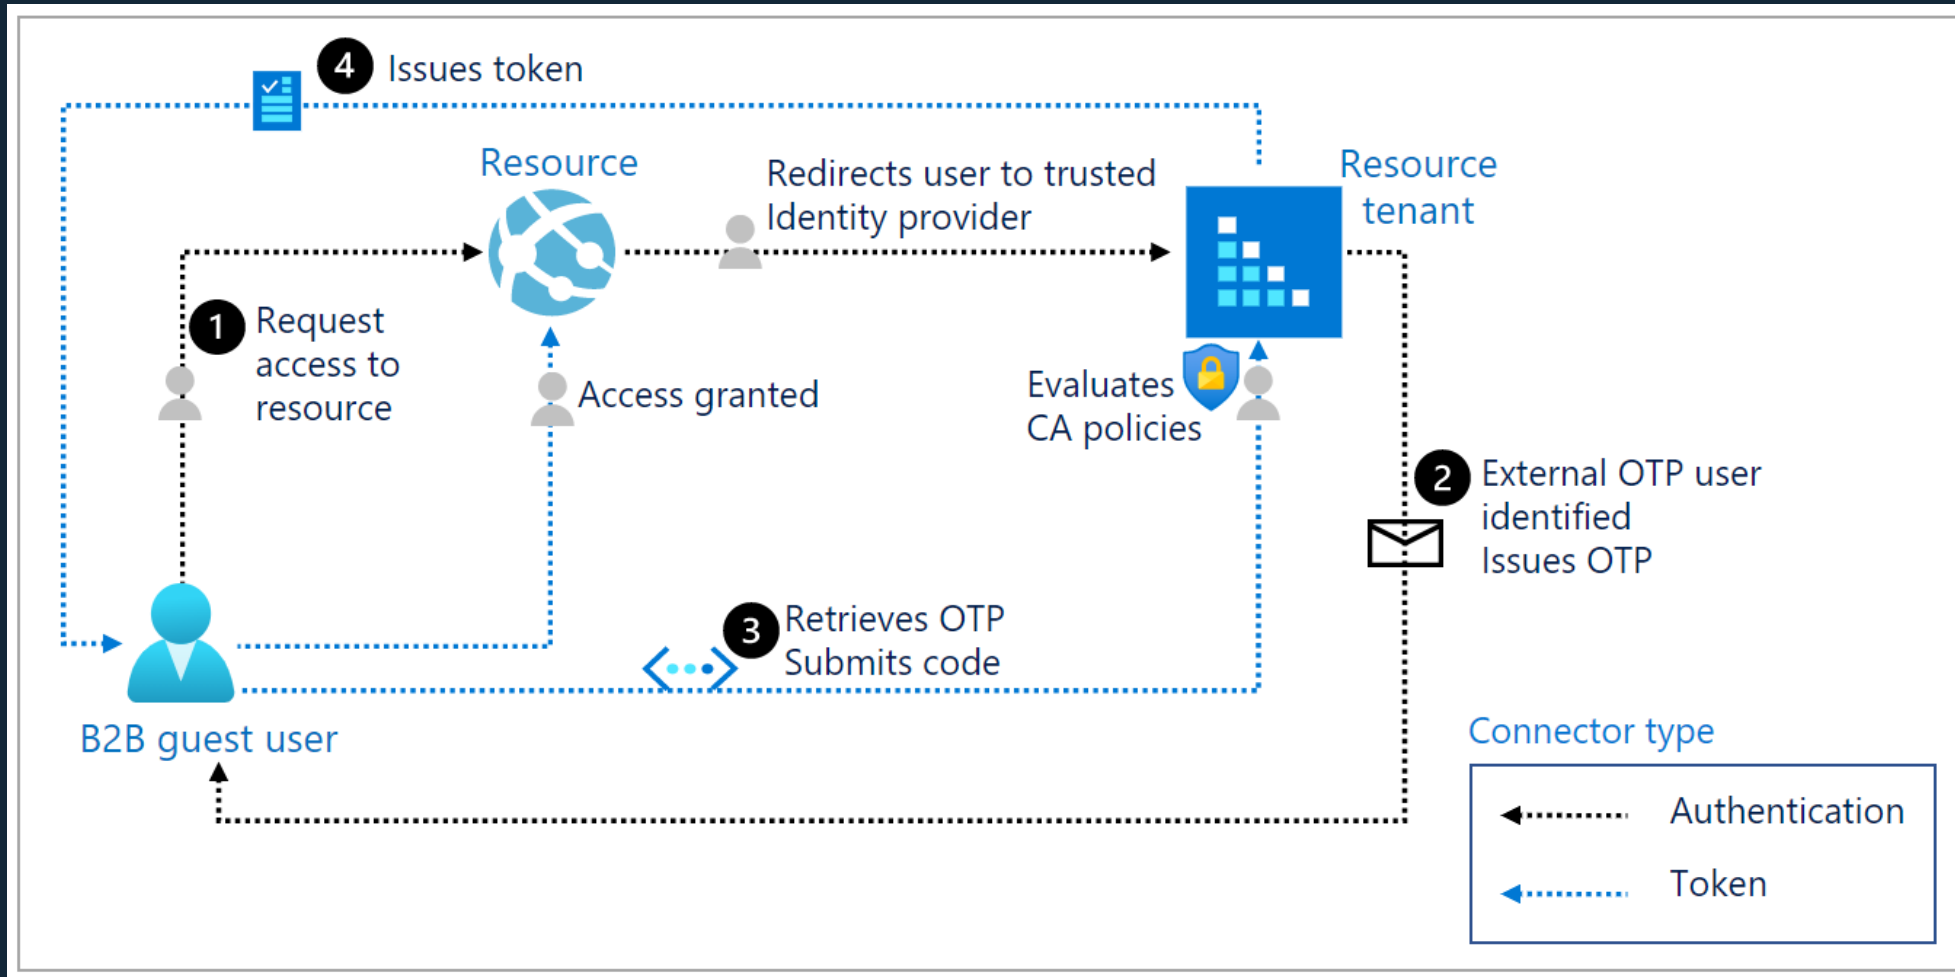 4 Issues token
Resource
Redirects user to trusted
Identity provider
Resource
tenant
1 Request
access to
resource
Access granted
Evaluates
CA policies
2 External OTP user
identified
Issues OTP
3 Retrieves OTP
Submits code
B2B guest user
Connector type
Authentication
Token